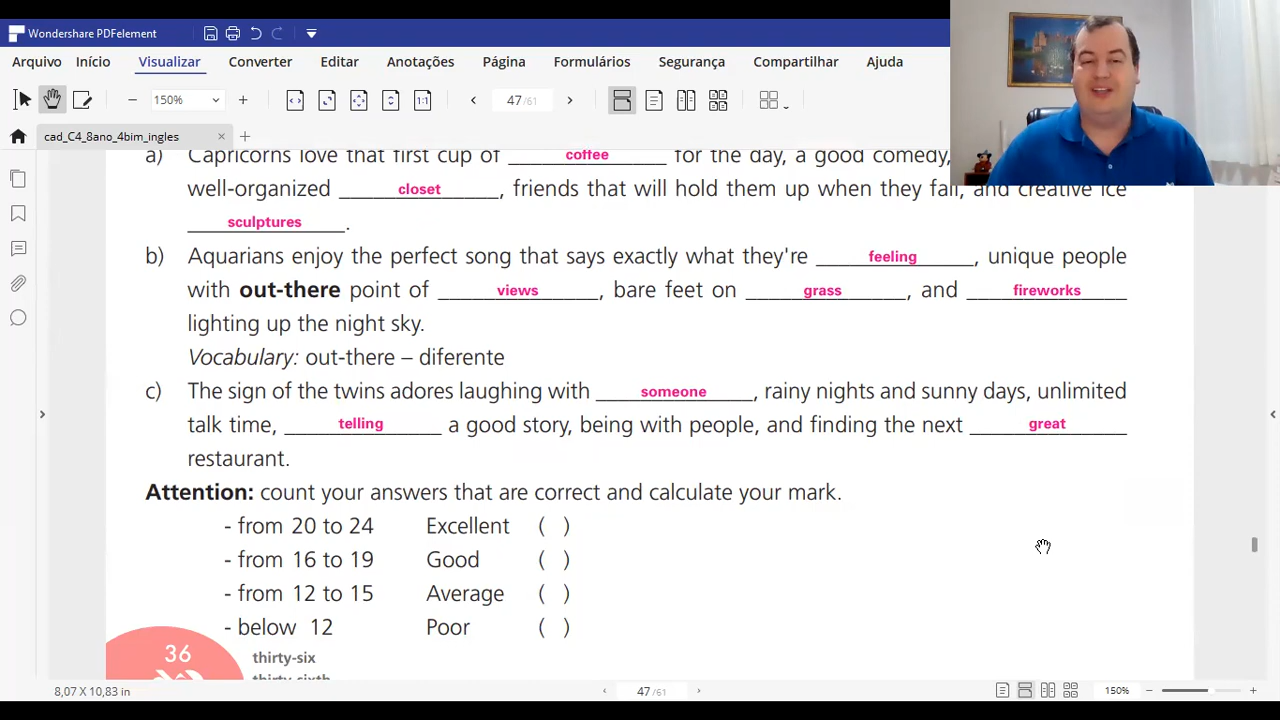 Wondershare PDFelement
Arquivo Início Visualizar Converter Editar Anotações Página Formulários Segurança Compartilhar Ajuda
150% 47/61
cad_C4_8ano_4bim_ingles
a) Capricorns love that first cup of coffee for the day, a good comedy,
well-organized closet, friends that will hold them up when they fall, and creative ice
sculptures.
b) Aquarians enjoy the perfect song that says exactly what they're feeling, unique people
with out-there point of views, bare feet on grass, and fireworks
lighting up the night sky.
Vocabulary: out-there – diferente
c) The sign of the twins adores laughing with someone, rainy nights and sunny days, unlimited
talk time, telling a good story, being with people, and finding the next great
restaurant.
Attention: count your answers that are correct and calculate your mark.
- from 20 to 24 Excellent ( )
- from 16 to 19 Good ( )
- from 12 to 15 Average ( )
- below 12 Poor ( )
36 thirty-six
thirty-sixth
8,07 X 10,83 in 47/61 150%